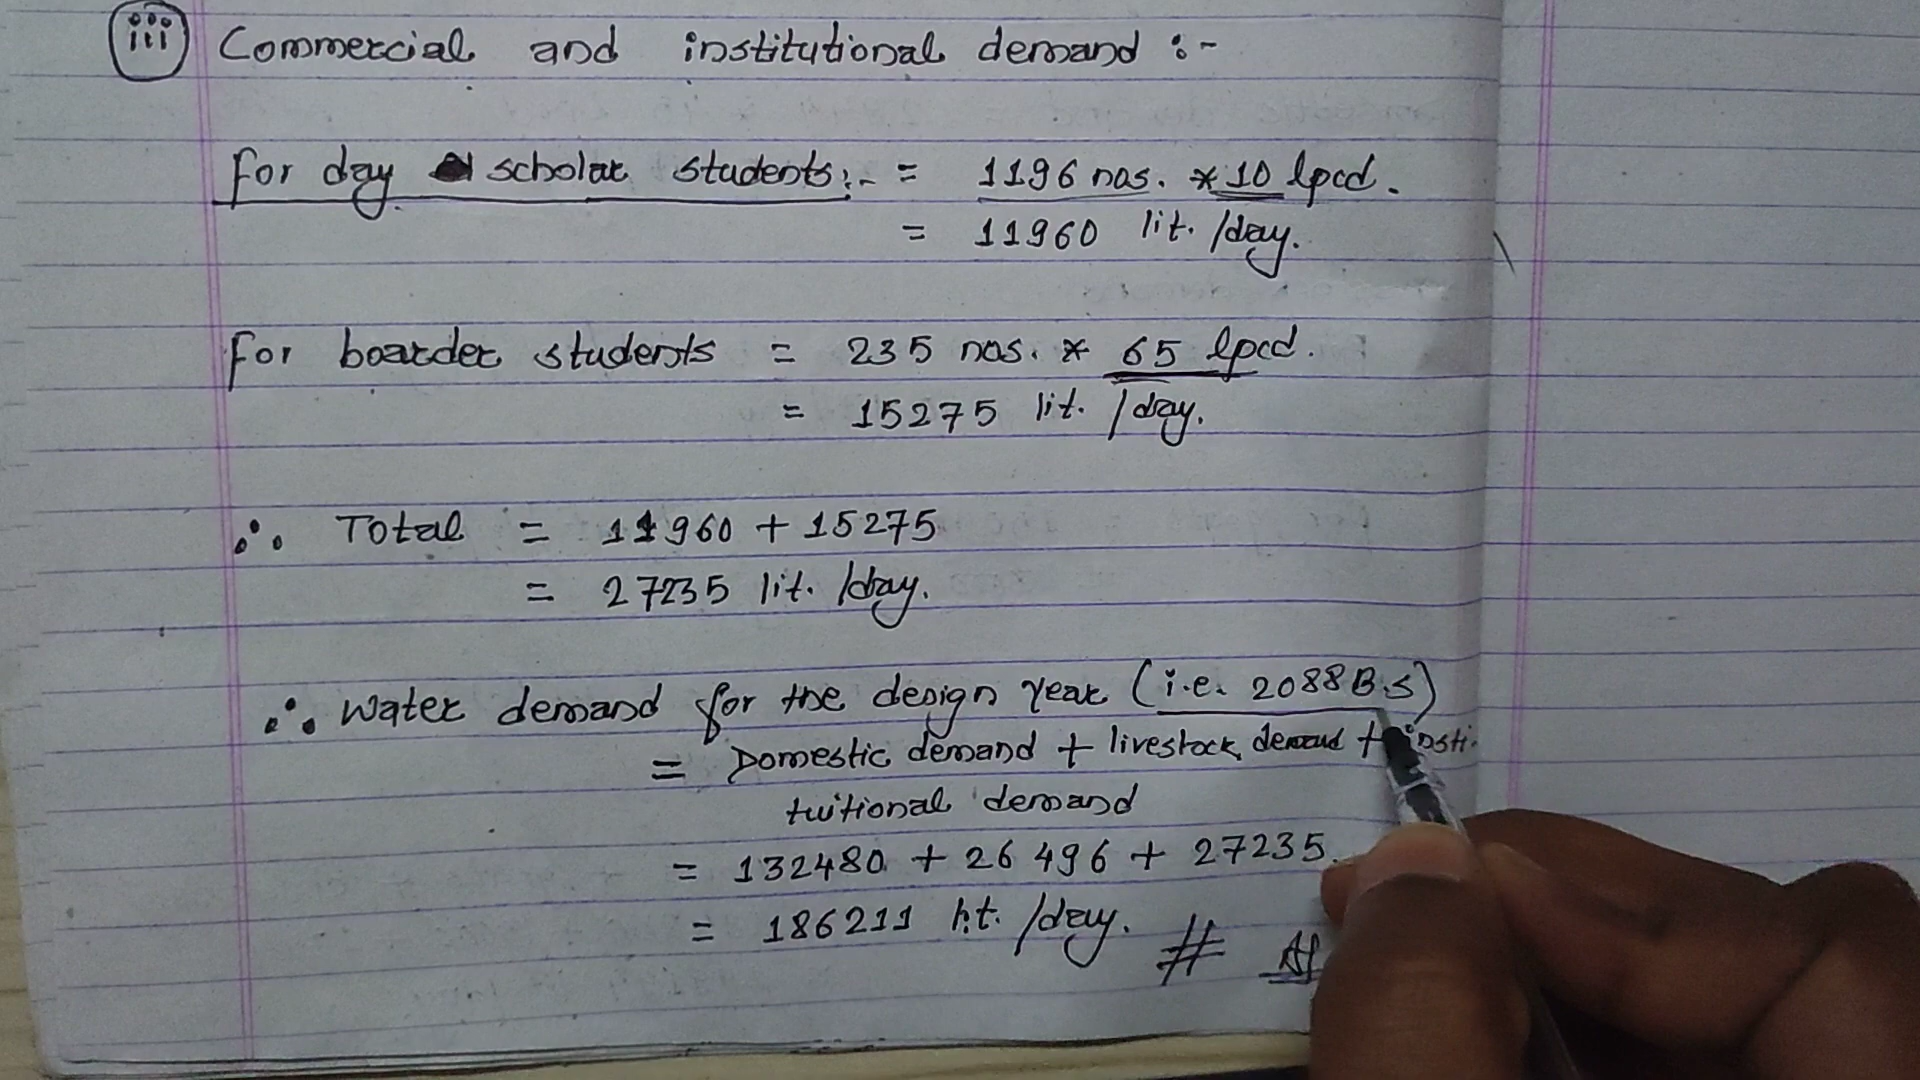 iii Commercial and institutional demand :-
For day scholar students:- = 1196 nos. * 10 lpcd.
= 11960 lit. /day.
For boarder students = 235 nos. * 65 lpcd.
= 15275 lit. /day.
∴ Total = 11960 + 15275
= 27235 lit. /day.
∴ Water demand for the design year (i.e. 2088 B.S)
= Domestic demand + livestock demand + insti-
tuitional demand
= 132480 + 26496 + 27235.
= 186211 lit. /day. #